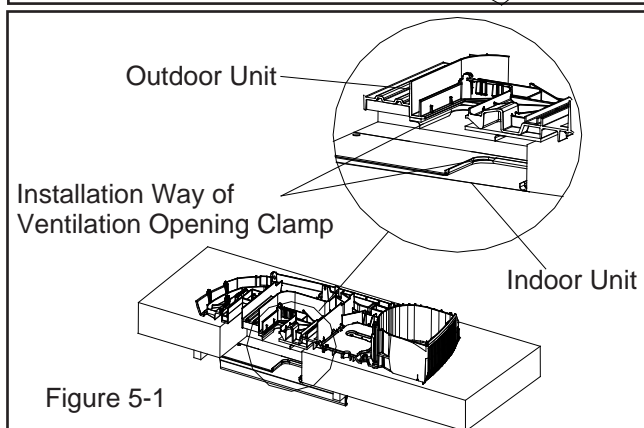 Outdoor Unit
Installation Way of
Ventilation Opening Clamp
Indoor Unit
Figure 5-1